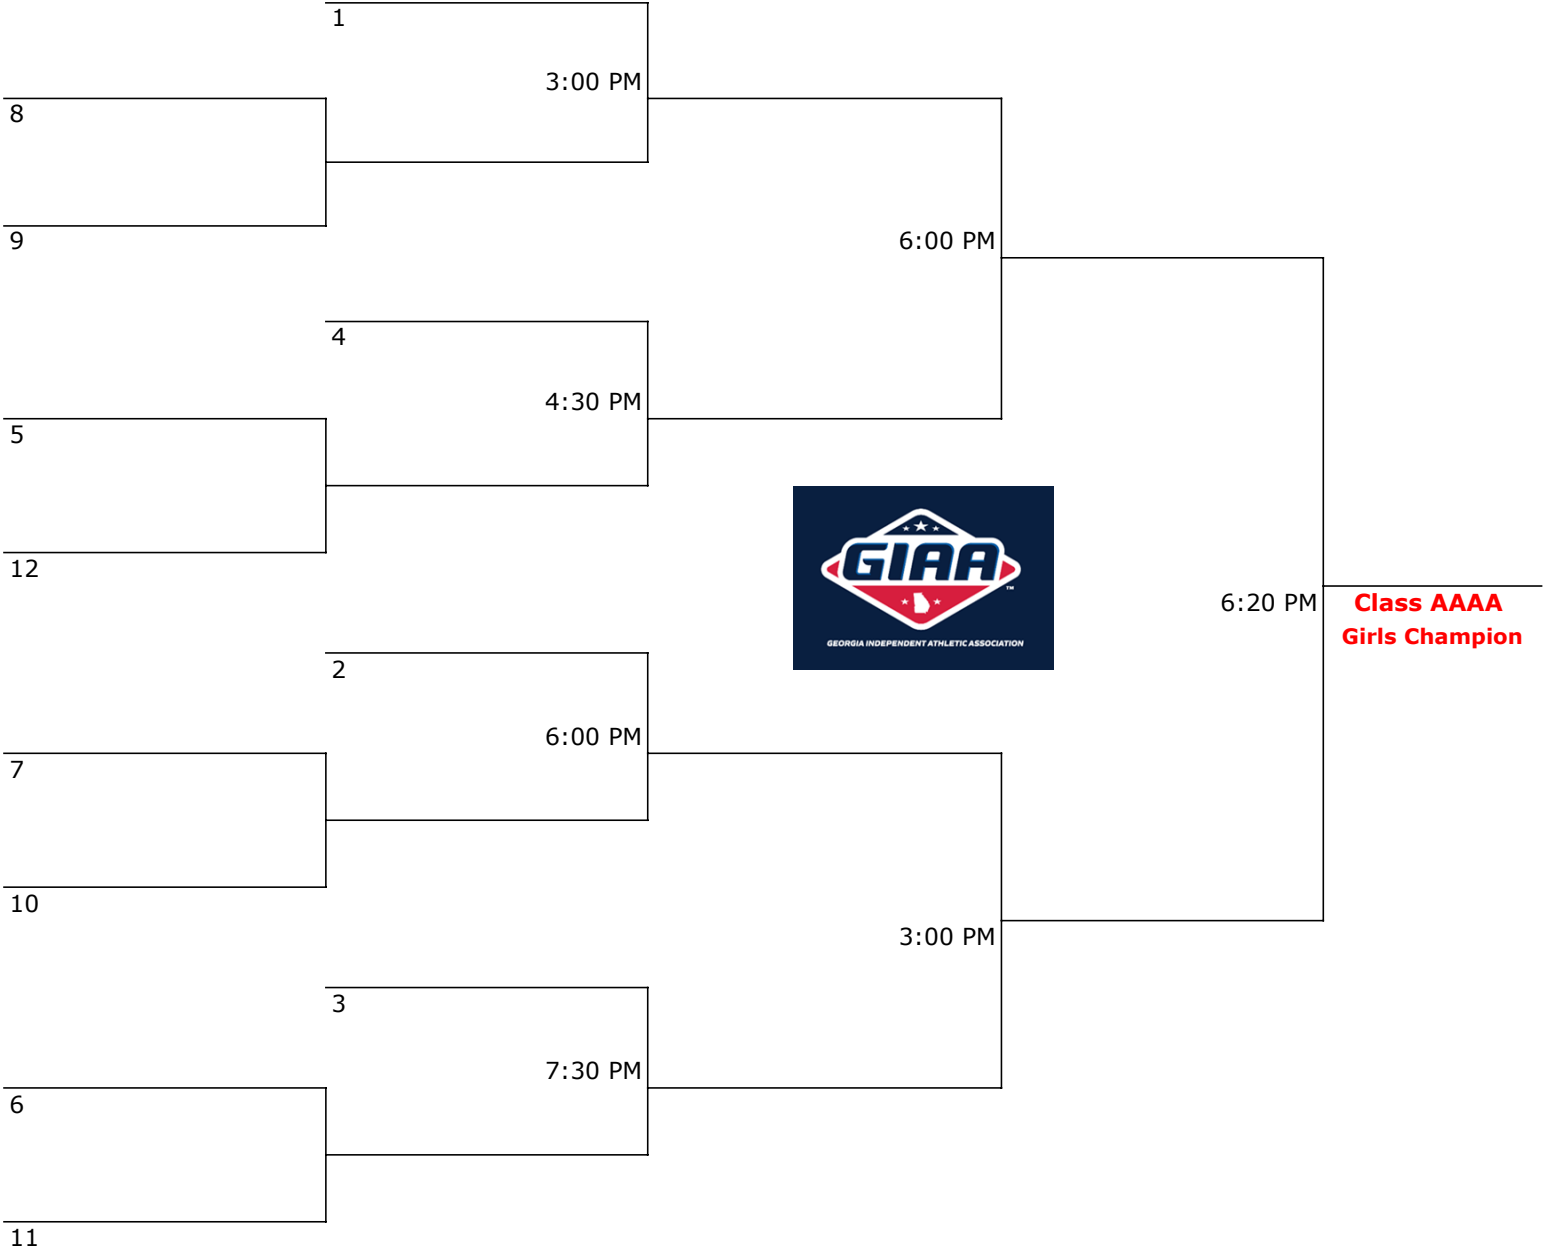 1
3:00 PM
8
9
6:00 PM
4
4:30 PM
5
12
GIAA
TM
GEORGIA INDEPENDENT ATHLETIC ASSOCIATION
6:20 PM
Class AAAA
Girls Champion
2
6:00 PM
7
10
3:00 PM
3
7:30 PM
6
11